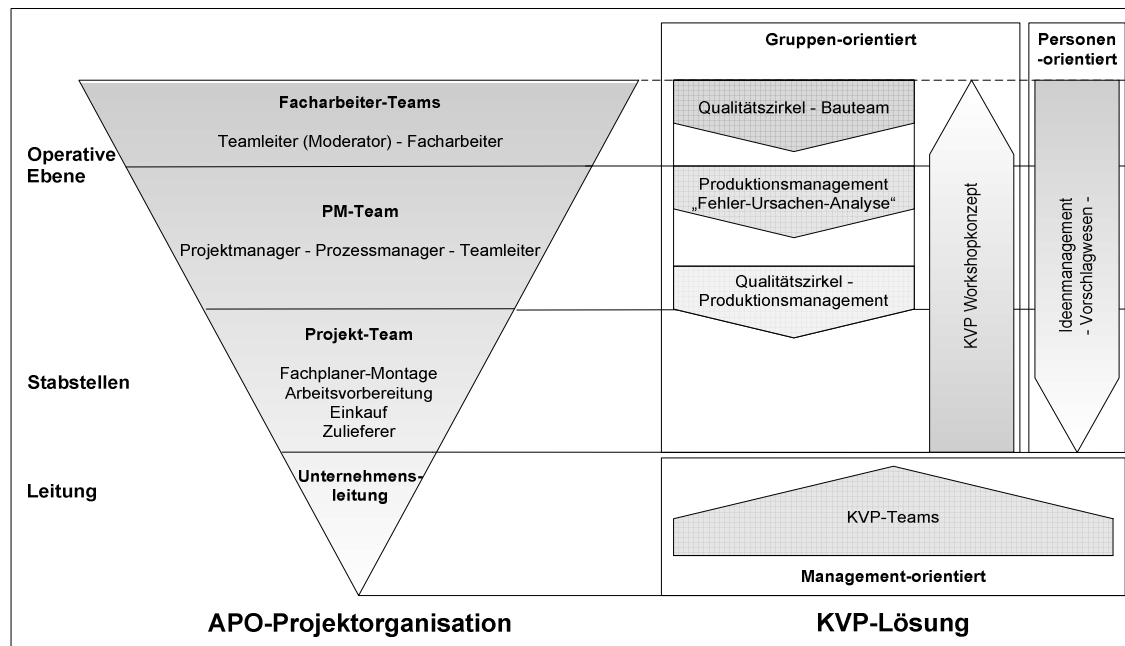 Gruppen-orientiert
Personen
-orientiert
Facharbeiter-Teams
Teamleiter (Moderator) - Facharbeiter
Operative
Ebene
PM-Team
Projektmanager - Prozessmanager - Teamleiter
Projekt-Team
Fachplaner-Montage
Arbeitsvorbereitung
Einkauf
Zulieferer
Stabstellen
Leitung
Unternehmens-
leitung
Qualitätszirkel - Bauteam
Produktionsmanagement
„Fehler-Ursachen-Analyse“
Qualitätszirkel -
Produktionsmanagement
KVP Workshopkonzept
Ideenmanagement
- Vorschlagwesen -
KVP-Teams
Management-orientiert
APO-Projektorganisation
KVP-Lösung